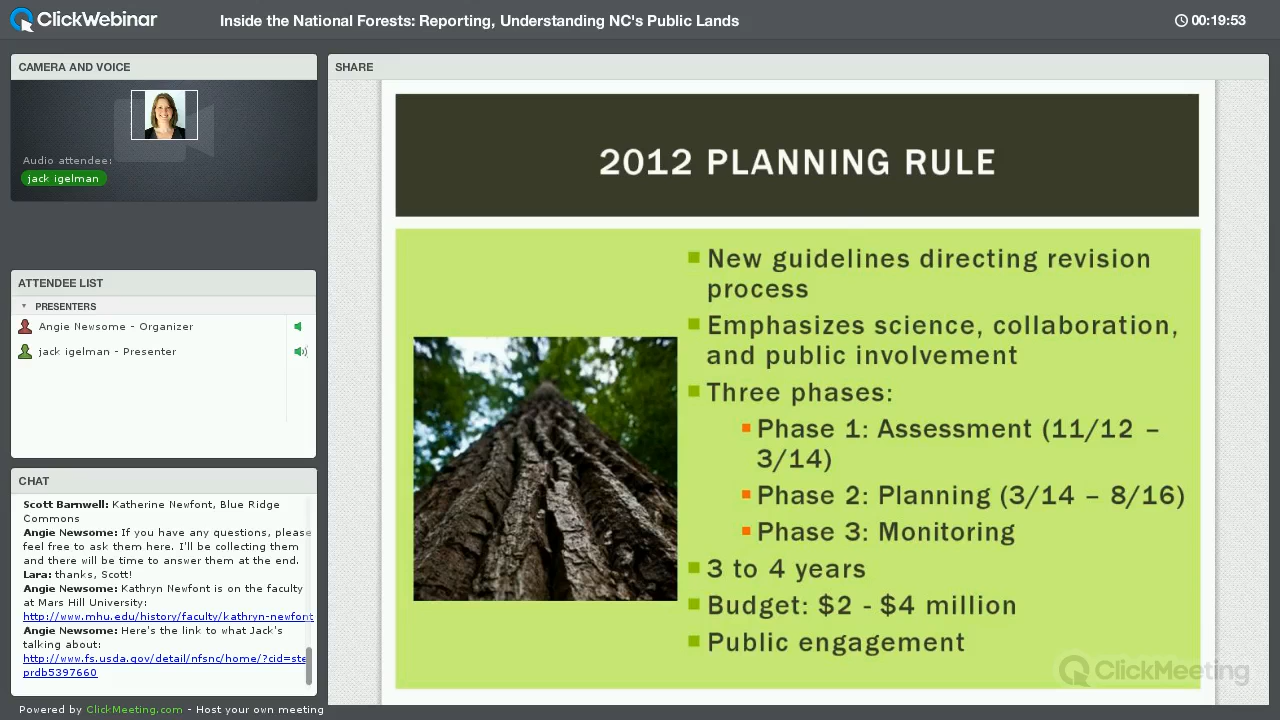 ClickWebinar
Inside the National Forests: Reporting, Understanding NC's Public Lands
00:19:53
CAMERA AND VOICE
Audio attendee:
jack igelman
ATTENDEE LIST
PRESENTERS
Angie Newsome - Organizer
jack igelman - Presenter
CHAT
Scott Barnwell: Katherine Newfont, Blue Ridge
Commons
Angie Newsome: If you have any questions, please
feel free to ask them here. I'll be collecting them
and there will be time to answer them at the end.
Lara: thanks, Scott!
Angie Newsome: Kathryn Newfont is on the faculty
at Mars Hill University:
http://www.mhu.edu/history/faculty/kathryn-newfont
Angie Newsome: Here's the link to what Jack's
talking about:
http://www.fs.usda.gov/detail/nfsnc/home/?cid=ste
prdb5397660
Powered by ClickMeeting.com - Host your own meeting
SHARE
2012 PLANNING RULE
New guidelines directing revision
process
Emphasizes science, collaboration,
and public involvement
Three phases:
Phase 1: Assessment (11/12 –
3/14)
Phase 2: Planning (3/14 – 8/16)
Phase 3: Monitoring
3 to 4 years
Budget: $2 - $4 million
Public engagement
ClickMeeting